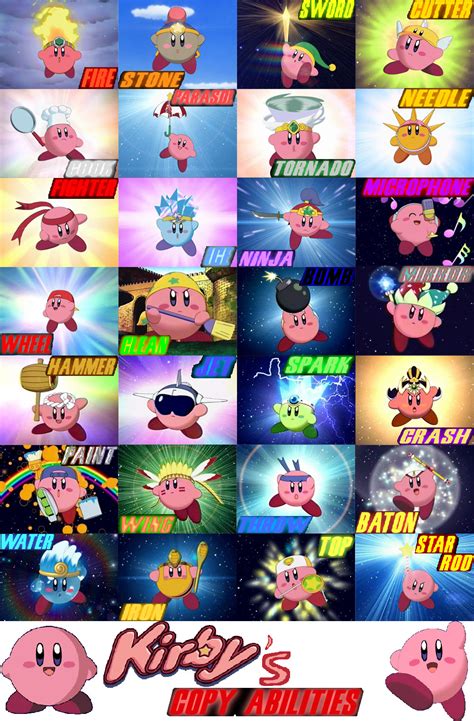 FIRE
STONE
SWORD
CUTTER
COOK
PARASOL
TORNADO
NEEDLE
FIGHTER
ICE
NINJA
MICROPHONE
WHEEL
CLEAN
BOMB
MIRROR
HAMMER
JET
SPARK
CRASH
PAINT
WING
THROW
BATON
WATER
IRON
TOP
STAR ROD
Kirby's
COPY ABILITIES